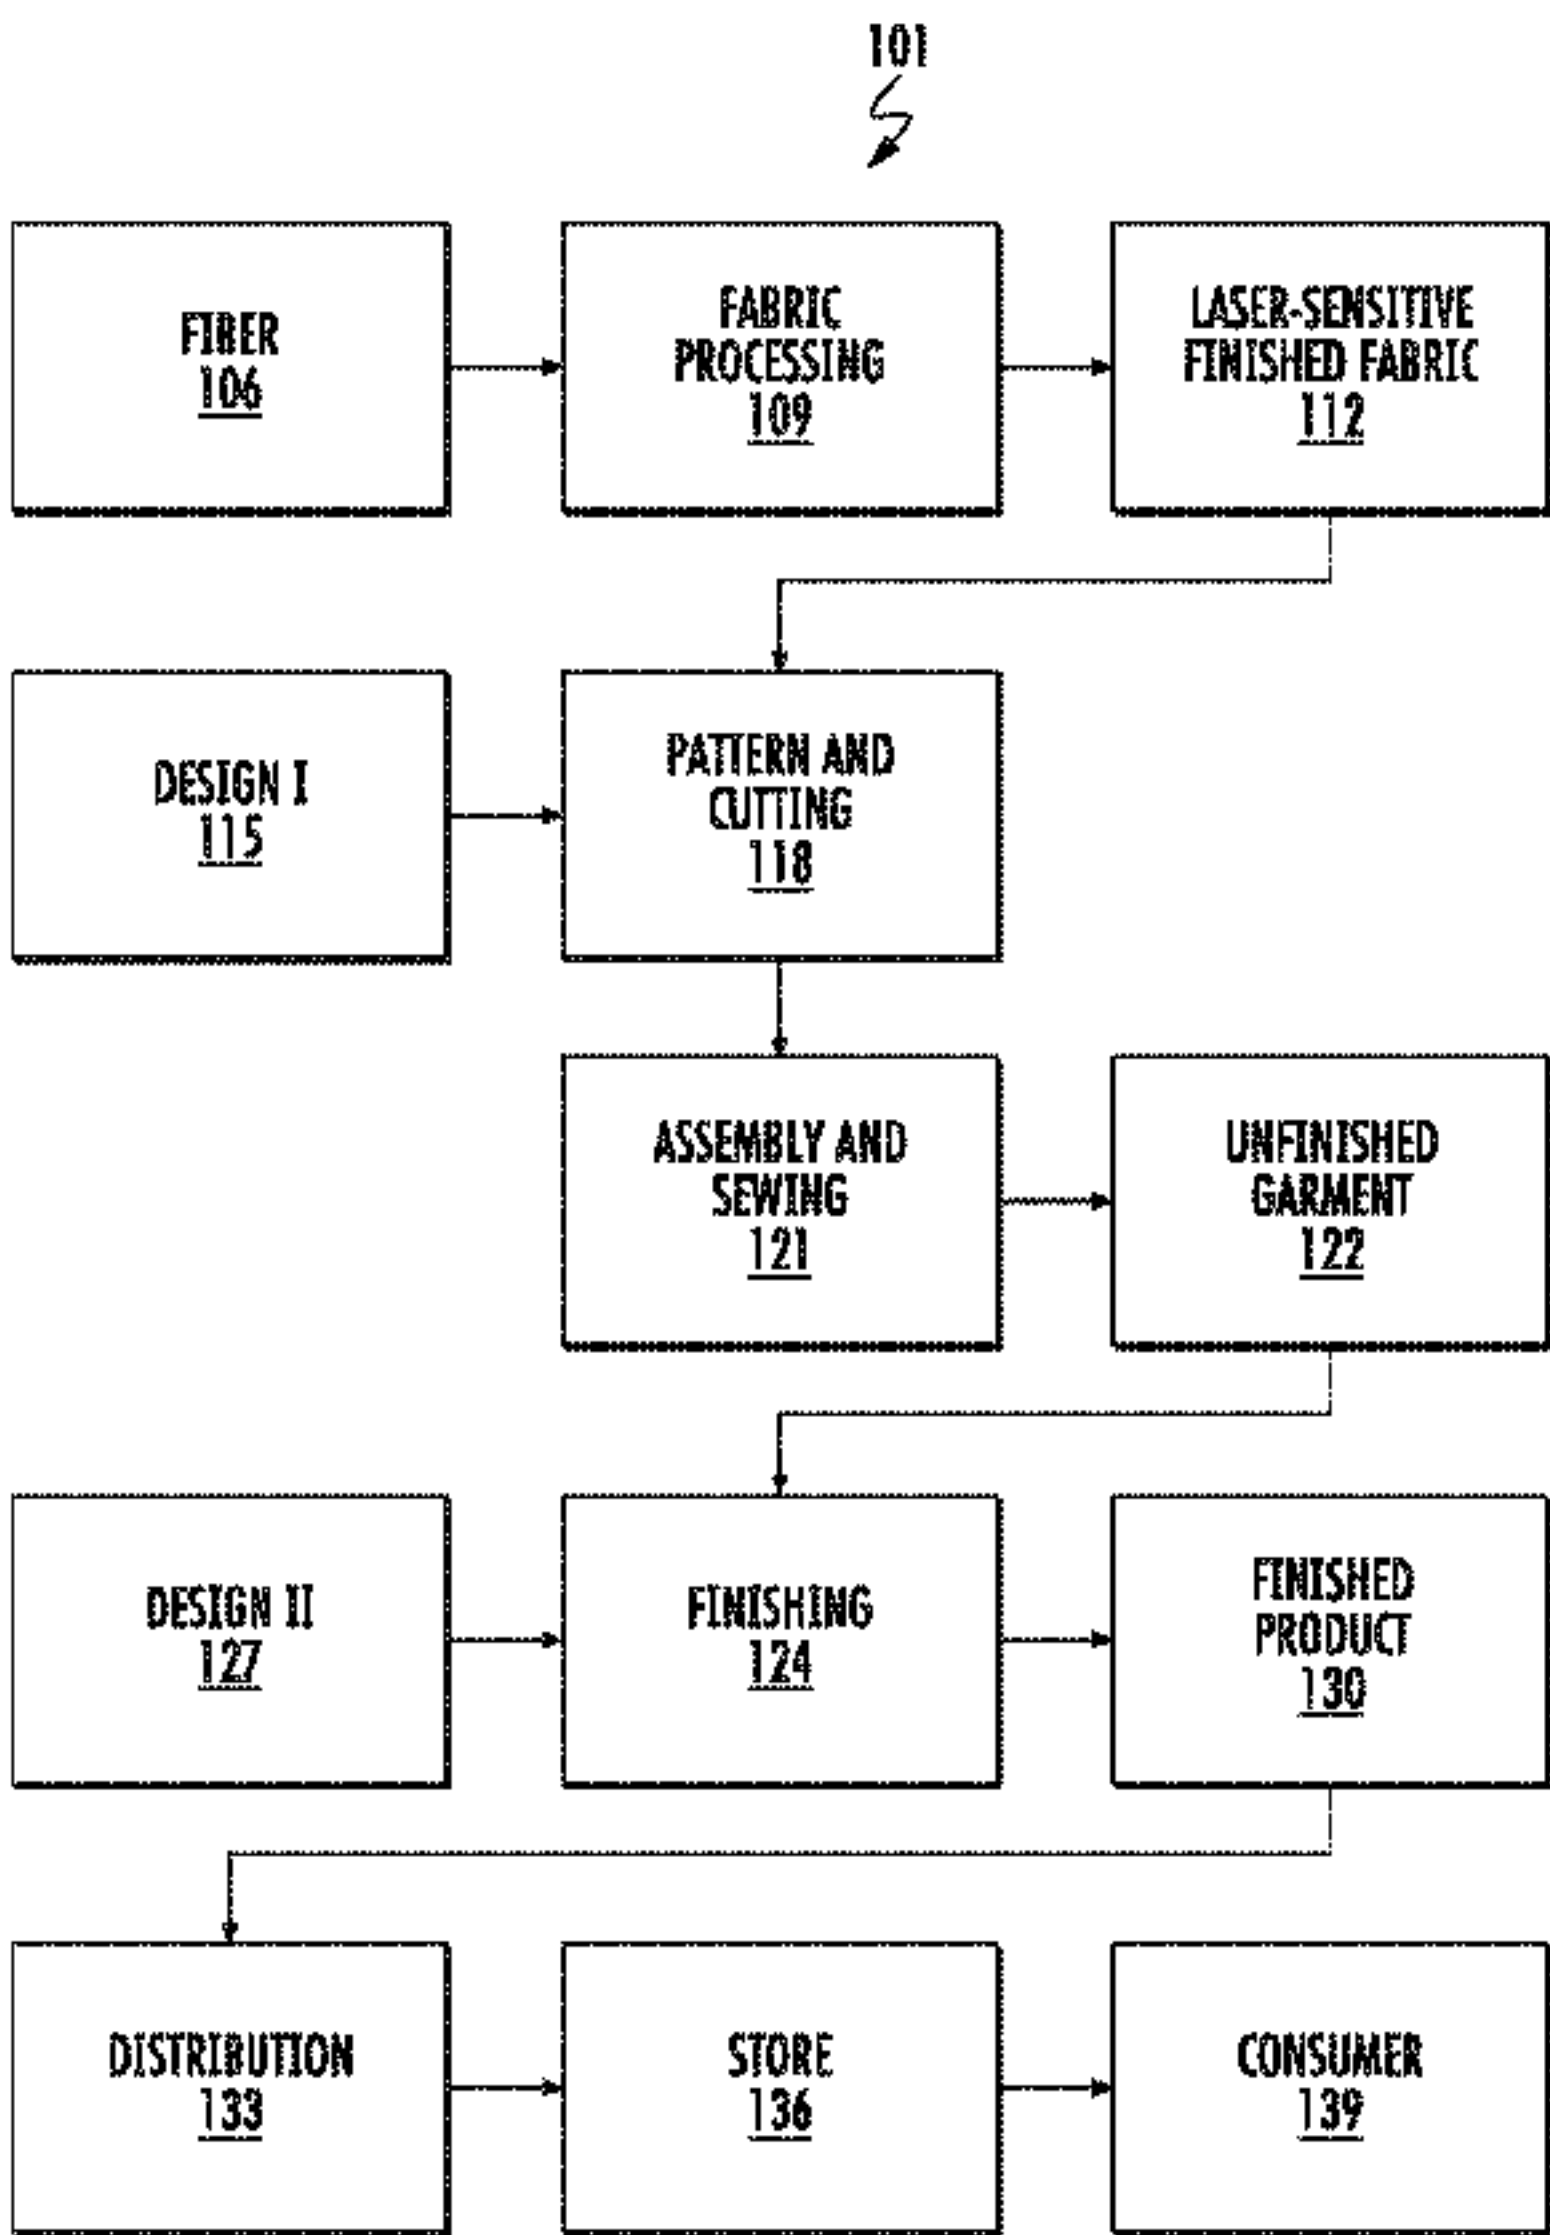 101
FIBER
106
FABRIC
PROCESSING
109
LASER-SENSITIVE
FINISHED FABRIC
112
DESIGN I
115
PATTERN AND
CUTTING
118
ASSEMBLY AND
SEWING
121
UNFINISHED
GARMENT
122
DESIGN II
127
FINISHING
124
FINISHED
PRODUCT
130
DISTRIBUTION
133
STORE
136
CONSUMER
139